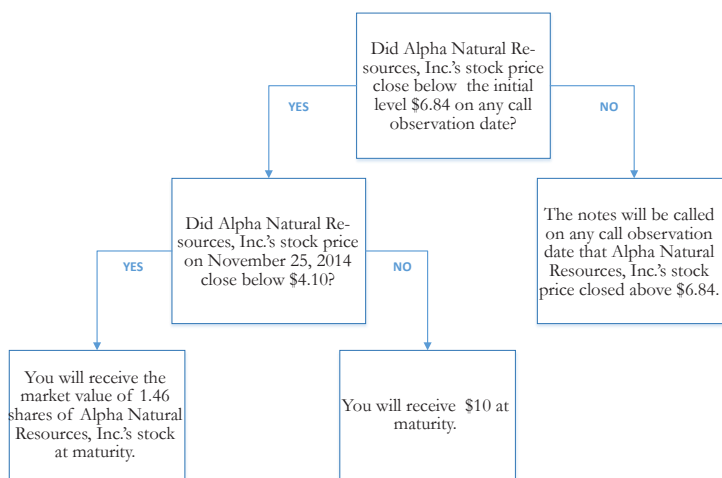 Did Alpha Natural Re-
sources, Inc.'s stock price
close below the initial
level $6.84 on any call
observation date?
YES
NO
Did Alpha Natural Re-
sources, Inc.'s stock price
on November 25, 2014
close below $4.10?
The notes will be called
on any call observation
date that Alpha Natural
Resources, Inc.'s stock
price closed above $6.84.
YES
NO
You will receive the
market value of 1.46
shares of Alpha Natural
Resources, Inc.'s stock
at maturity.
You will receive $10 at
maturity.